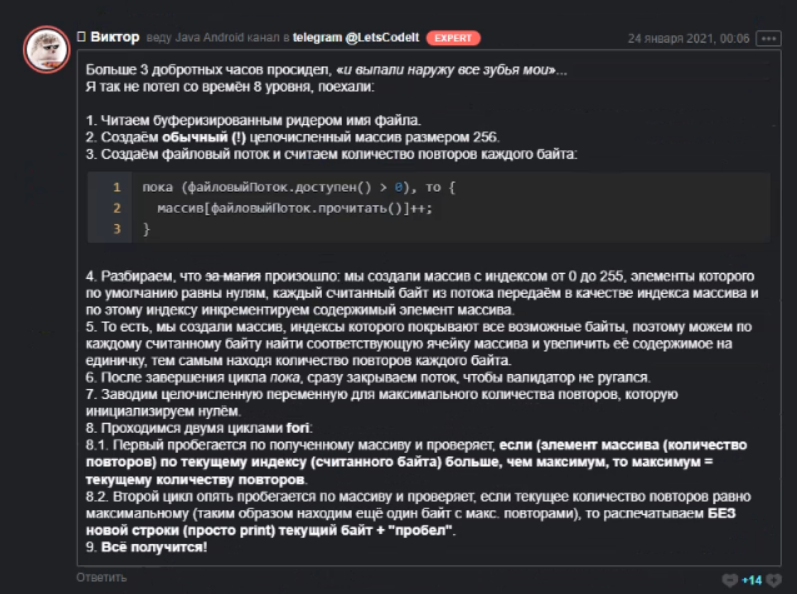 Виктор веду Java Android канал в telegram @LetsCodeIt EXPERT 24 января 2021, 00:06
Больше 3 добротных часов просидел, «и выпали наружу все зубья мои»...
Я так не потел со времён 8 уровня, поехали:
1. Читаем буферизированным ридером имя файла.
2. Создаём обычный (!) целочисленный массив размером 256.
3. Создаём файловый поток и считаем количество повторов каждого байта:
1 пока (файловыйПоток.доступен() > 0), то {
2 массив[файловыйПоток.прочитать()]++;
3 }
4. Разбираем, что за магия произошло: мы создали массив с индексом от 0 до 255, элементы которого
по умолчанию равны нулям, каждый считанный байт из потока передаём в качестве индекса массива и
по этому индексу инкрементируем содержимый элемент массива.
5. То есть, мы создали массив, индексы которого покрывают все возможные байты, поэтому можем по
каждому считанному байту найти соответствующую ячейку массива и увеличить её содержимое на
единичку, тем самым находя количество повторов каждого байта.
6. После завершения цикла пока, сразу закрываем поток, чтобы валидатор не ругался.
7. Заводим целочисленную переменную для максимального количества повторов, которую
инициализируем нулём.
8. Проходимся двумя циклами fori:
8.1. Первый пробегается по полученному массиву и проверяет, если (элемент массива (количество
повторов) по текущему индексу (считанного байта) больше, чем максимум, то максимум =
текущему количеству повторов.
8.2. Второй цикл опять пробегается по массиву и проверяет, если текущее количество повторов равно
максимальному (таким образом находим ещё один байт с макс. повторами), то распечатываем БЕЗ
новой строки (просто print) текущий байт + "пробел".
9. Всё получится!
Ответить +14